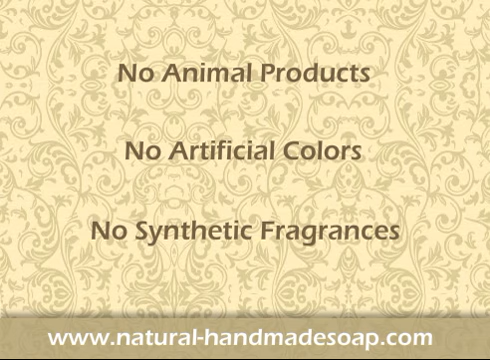 No Animal Products
No Artificial Colors
No Synthetic Fragrances
www.natural-handmadesoap.com